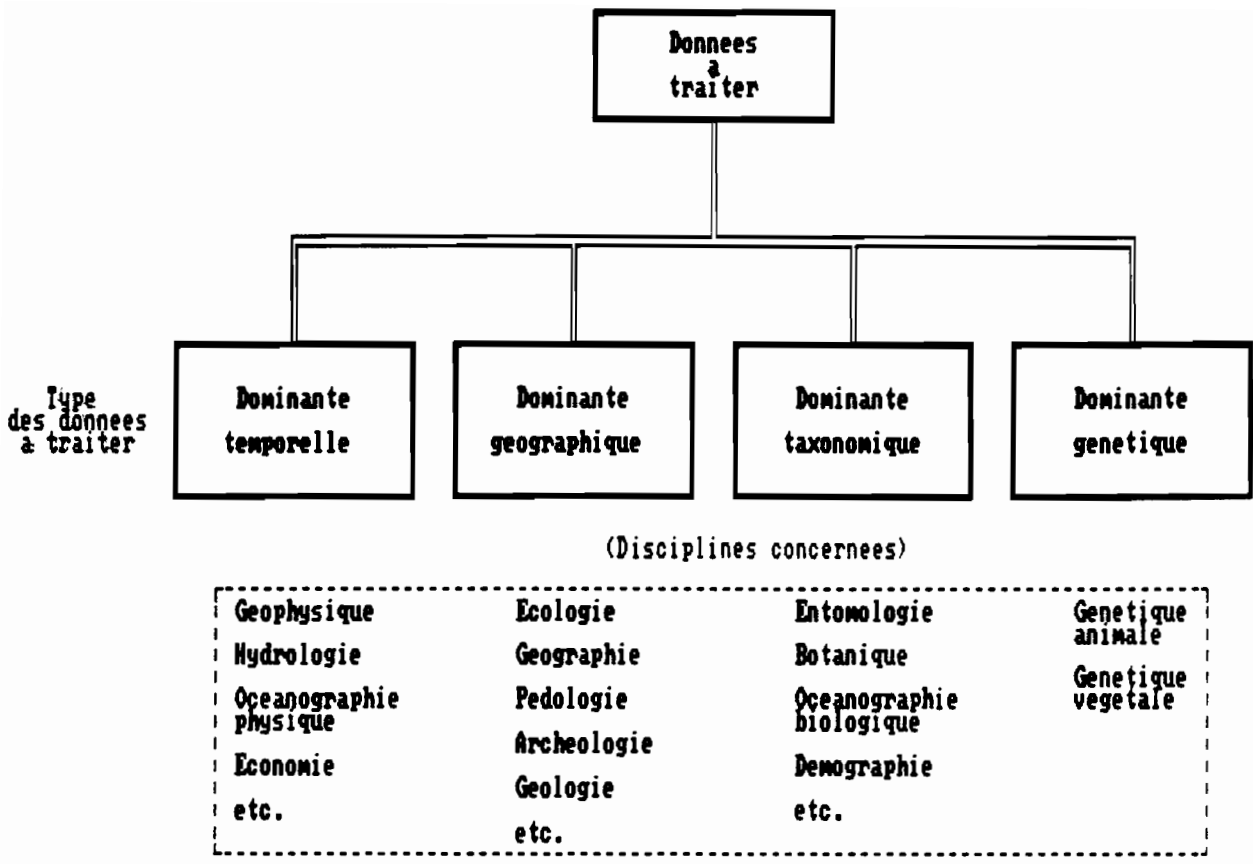 Donnees
a
traiter
Type
des donnees
a traiter
Dominante
temporelle
Dominante
geographique
Dominante
taxonomique
Dominante
genetique
(Disciplines concernees)
Geophysique
Hydrologie
Oceanographie
physique
Economie
etc.
Ecologie
Geographie
Pedologie
Archeologie
Geologie
etc.
Entomologie
Botanique
Oceanographie
biologique
Demographie
etc.
Genetique
animale
Genetique
vegetale